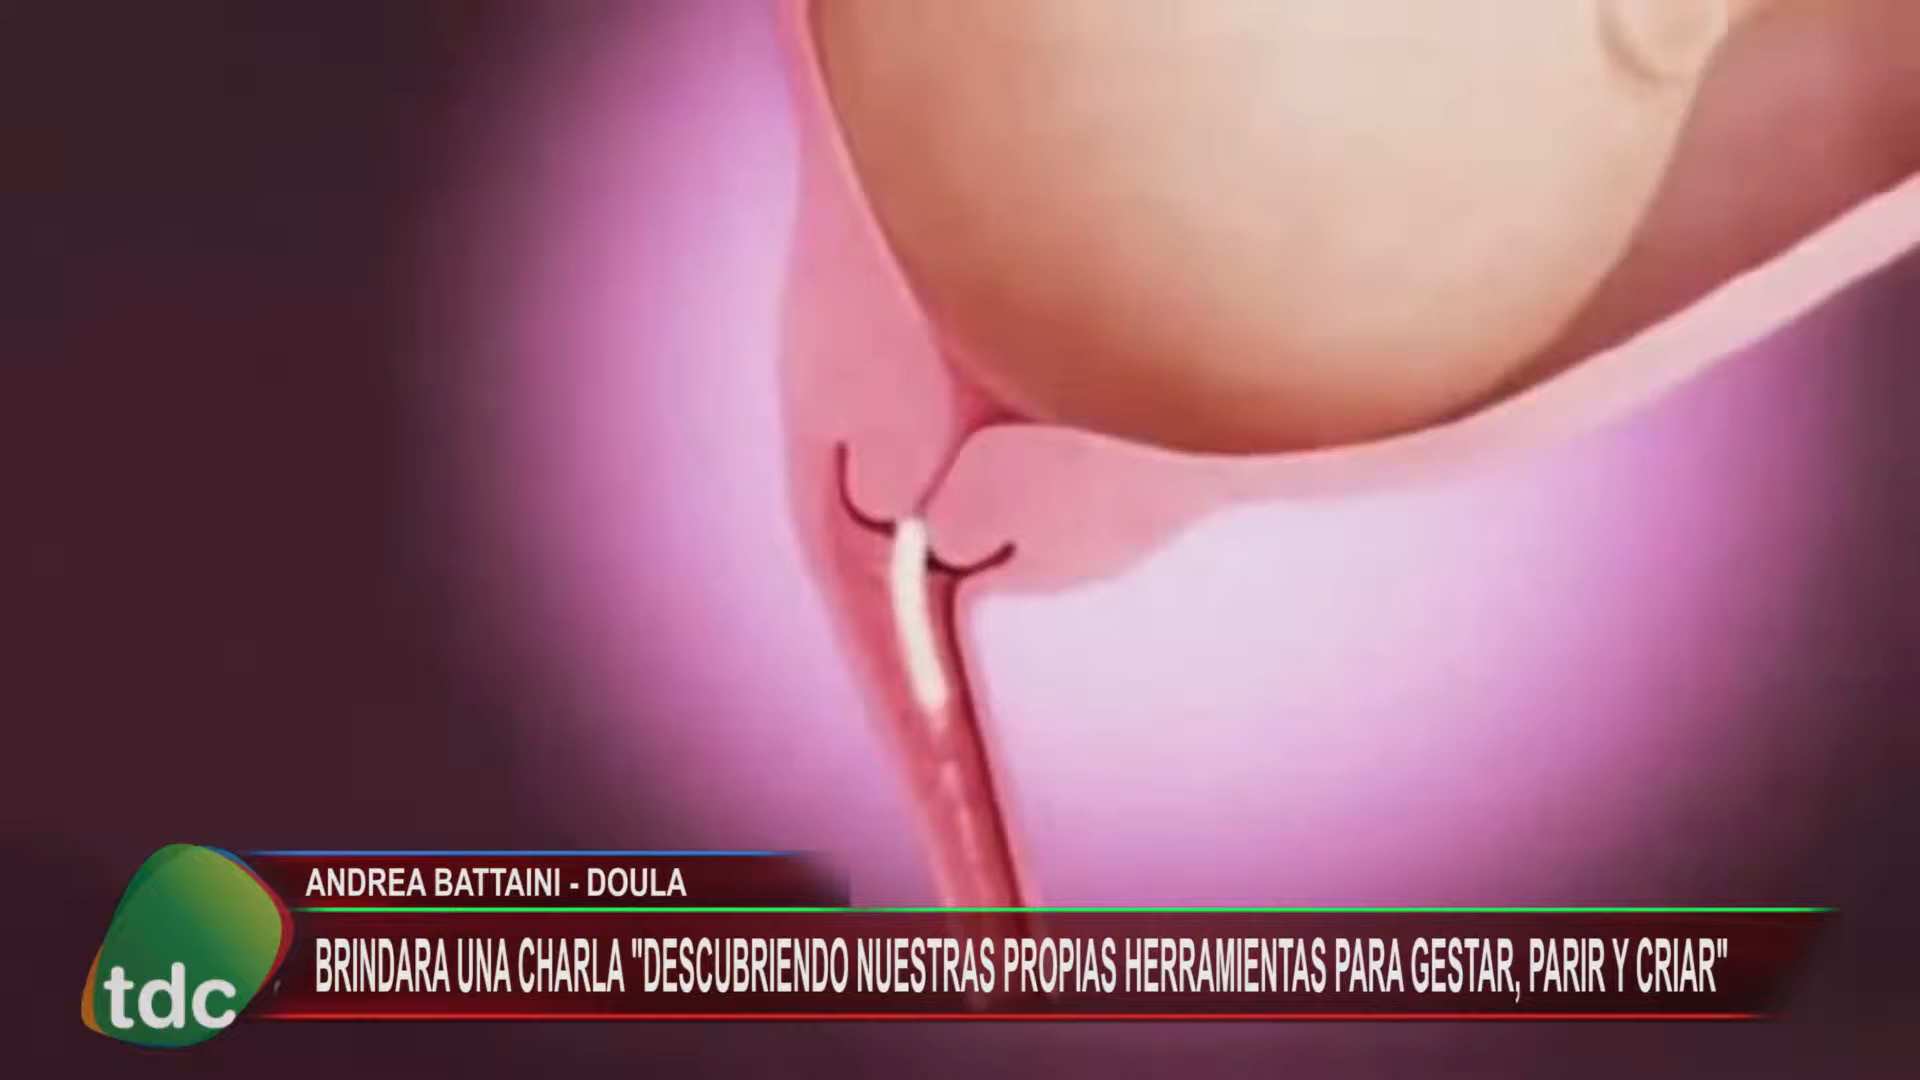 ANDREA BATTAINI - DOULA
BRINDARA UNA CHARLA "DESCUBRIENDO NUESTRAS PROPIAS HERRAMIENTAS PARA GESTAR, PARIR Y CRIAR"
tdc